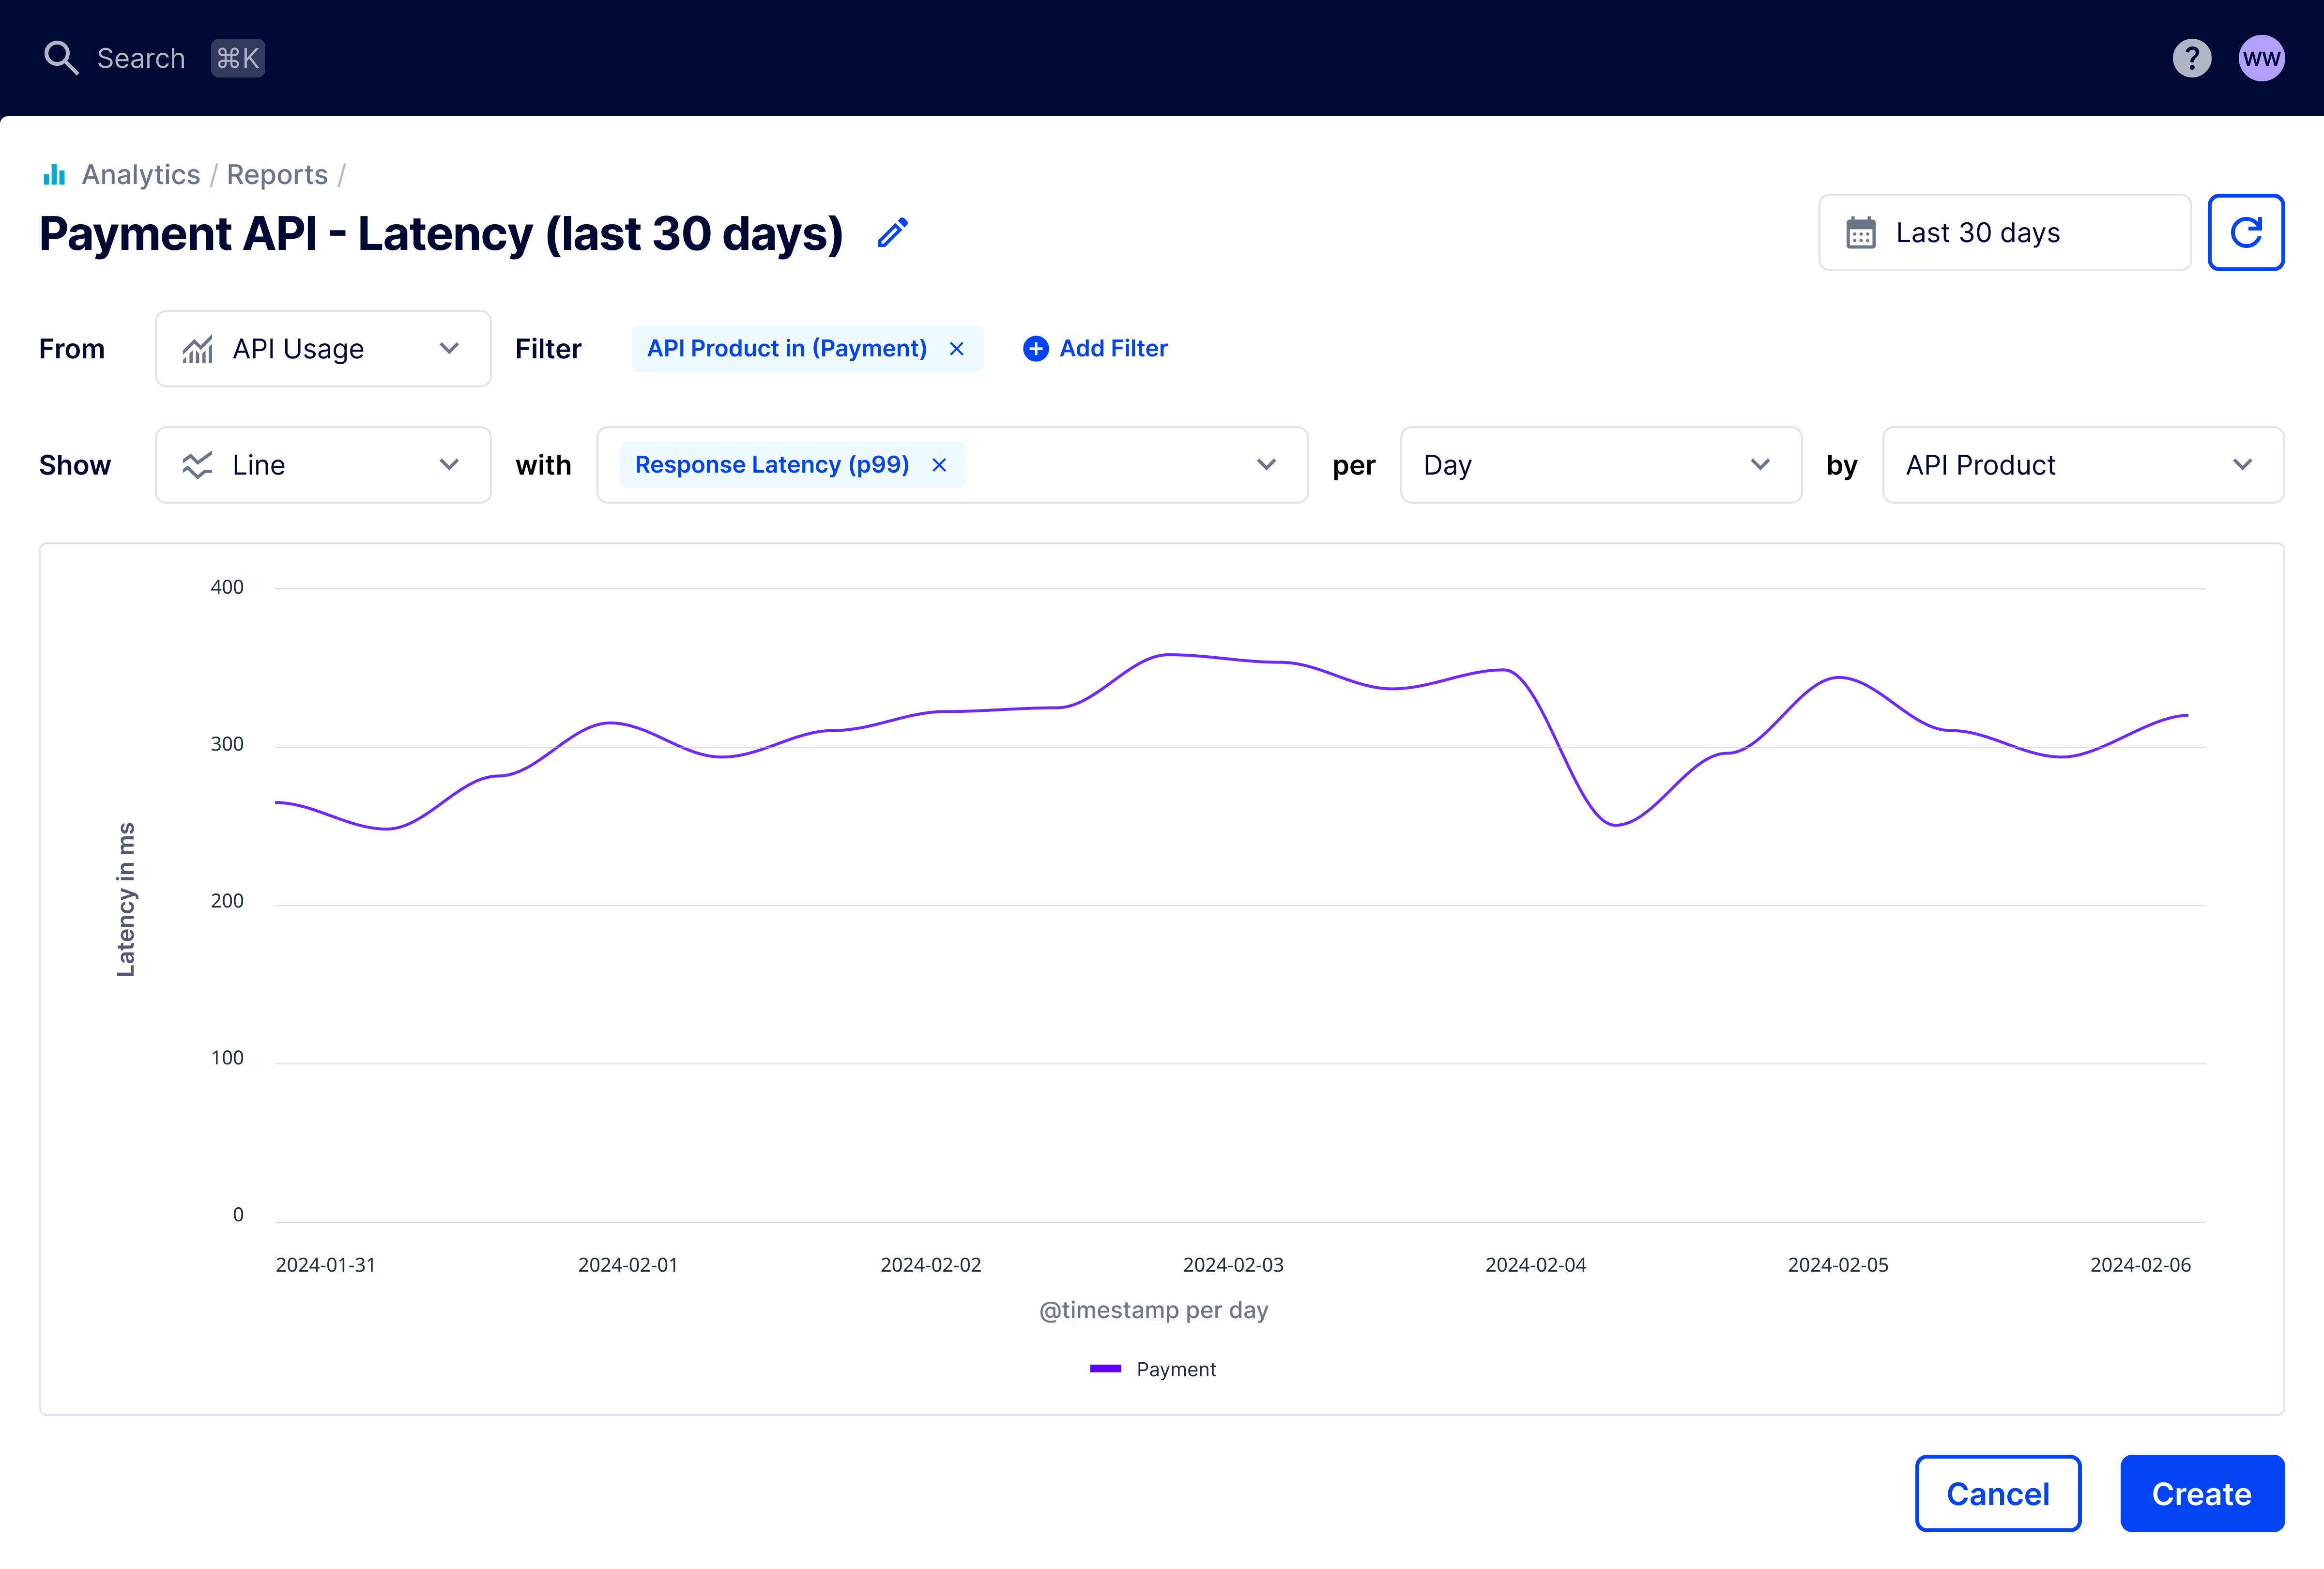 Search ⌘K
? WW
Analytics / Reports /
Payment API - Latency (last 30 days)
Last 30 days
From API Usage Filter API Product in (Payment) × + Add Filter
Show Line with Response Latency (p99) × per Day by API Product
400
300
200
100
0
Latency in ms
2024-01-31 2024-02-01 2024-02-02 2024-02-03 2024-02-04 2024-02-05 2024-02-06
@timestamp per day
Payment
Cancel Create